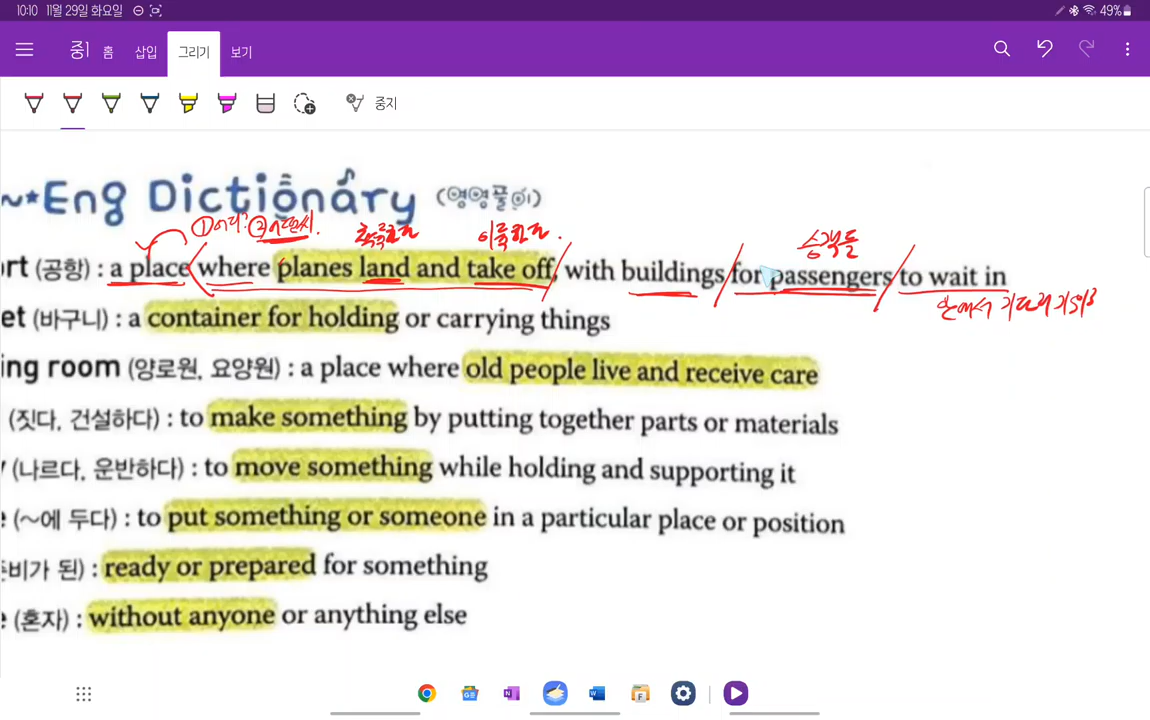 10:10 11월 29일 화요일 49%
중1 홈 삽입 그리기 보기
중지
~★Eng Dictionary (영영풀이)
① 어디? ② 착륙한다 이륙한다. 승객들
rt (공항) : a place where planes land and take off, with buildings for passengers to wait in
안에서 기다리기 위해
et (바구니) : a container for holding or carrying things
ing room (양로원, 요양원) : a place where old people live and receive care
(짓다, 건설하다) : to make something by putting together parts or materials
(나르다, 운반하다) : to move something while holding and supporting it
e (~에 두다) : to put something or someone in a particular place or position
비가 된) : ready or prepared for something
e (혼자) : without anyone or anything else